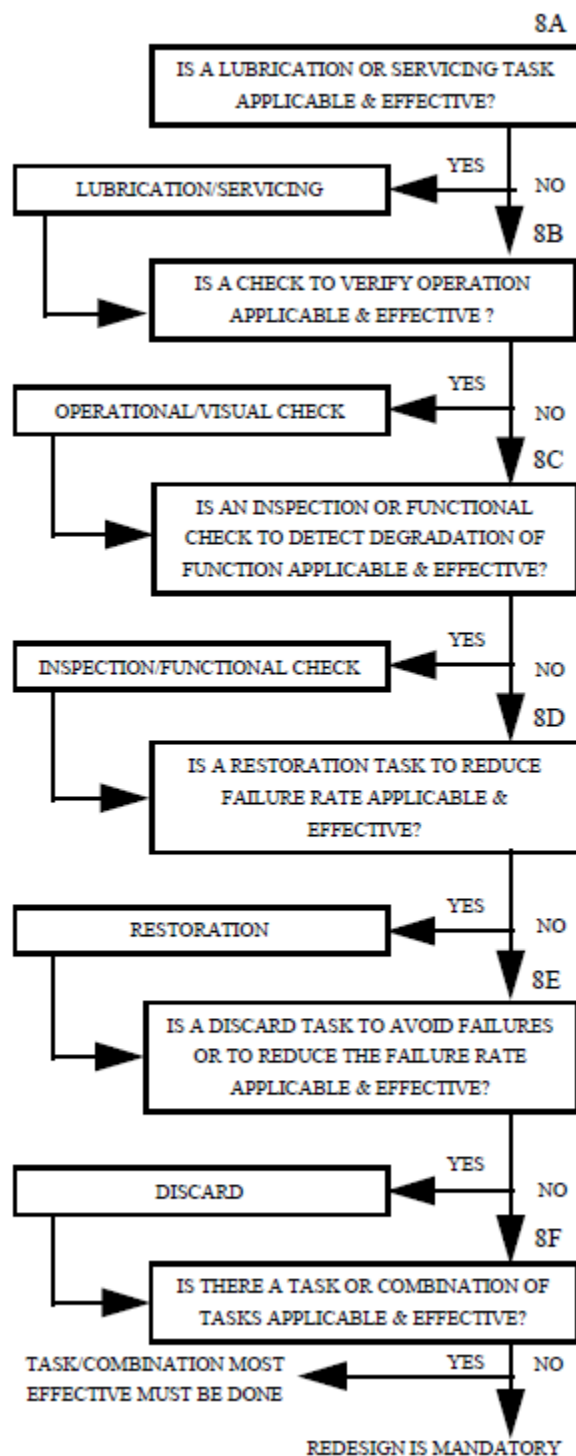 8A
IS A LUBRICATION OR SERVICING TASK
APPLICABLE & EFFECTIVE?
YES
NO
LUBRICATION/SERVICING
8B
IS A CHECK TO VERIFY OPERATION
APPLICABLE & EFFECTIVE ?
YES
NO
OPERATIONAL/VISUAL CHECK
8C
IS AN INSPECTION OR FUNCTIONAL
CHECK TO DETECT DEGRADATION OF
FUNCTION APPLICABLE & EFFECTIVE?
YES
NO
INSPECTION/FUNCTIONAL CHECK
8D
IS A RESTORATION TASK TO REDUCE
FAILURE RATE APPLICABLE &
EFFECTIVE?
YES
NO
RESTORATION
8E
IS A DISCARD TASK TO AVOID FAILURES
OR TO REDUCE THE FAILURE RATE
APPLICABLE & EFFECTIVE?
YES
NO
DISCARD
8F
IS THERE A TASK OR COMBINATION OF
TASKS APPLICABLE & EFFECTIVE?
YES
NO
TASK/COMBINATION MOST
EFFECTIVE MUST BE DONE
REDESIGN IS MANDATORY